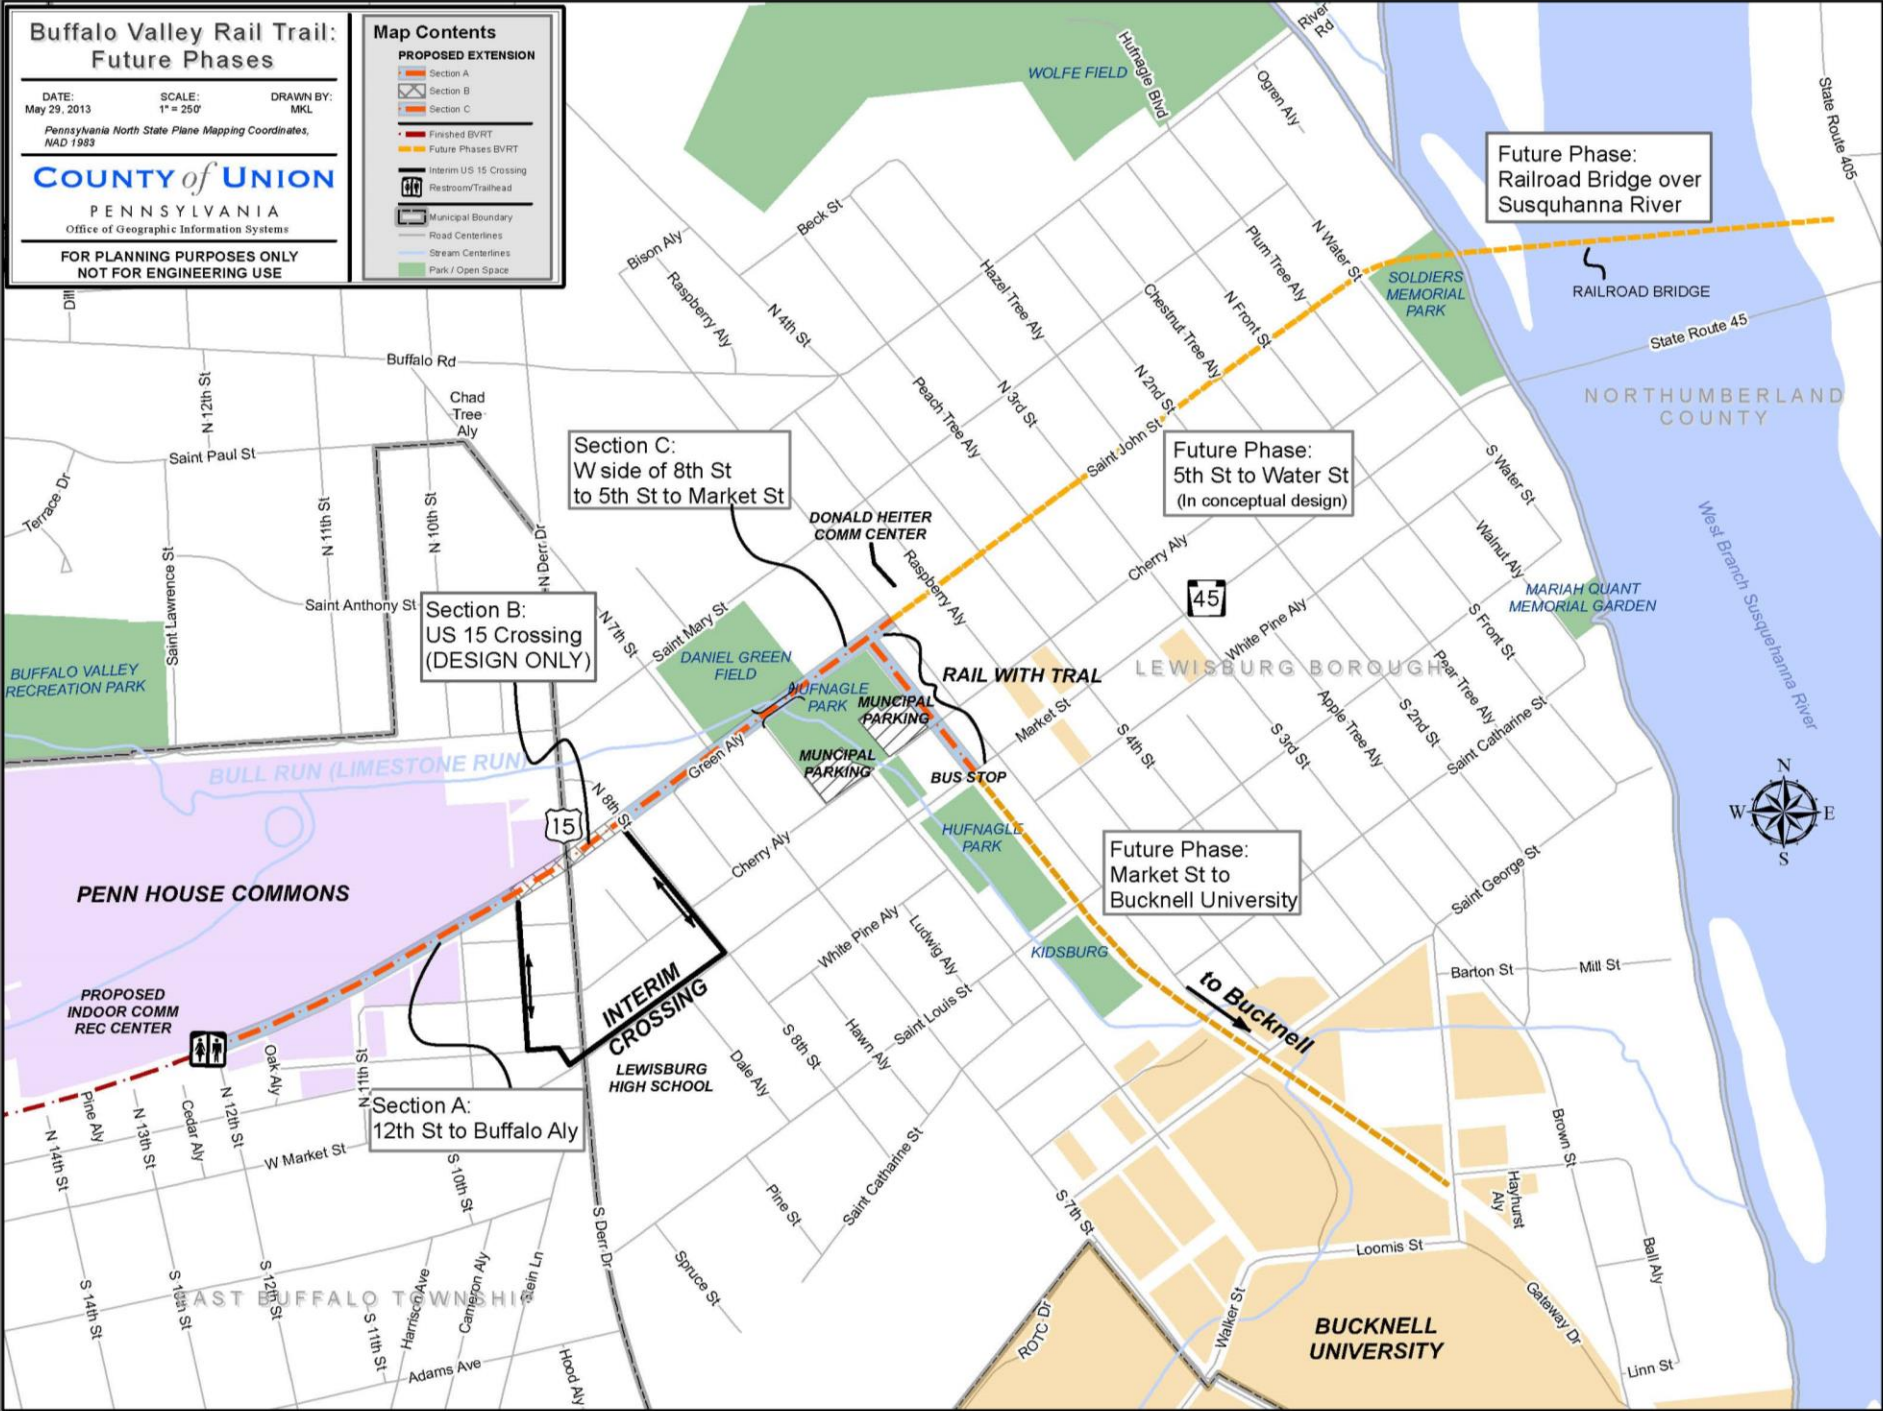 Buffalo Valley Rail Trail:
Future Phases
DATE:
May 29, 2013
SCALE:
1" = 250'
DRAWN BY:
MKL
Pennsylvania North State Plane Mapping Coordinates,
NAD 1983
COUNTY of UNION
PENNSYLVANIA
Office of Geographic Information Systems
FOR PLANNING PURPOSES ONLY
NOT FOR ENGINEERING USE
Map Contents
PROPOSED EXTENSION
Section A
Section B
Section C
Finished BVRT
Future Phases BVRT
Interim US 15 Crossing
Restroom/Trailhead
Municipal Boundary
Road Centerlines
Stream Centerlines
Park / Open Space
River
Rd
Hufnagle Blvd
WOLFE FIELD
Ogren Aly
State Route 405
Future Phase:
Railroad Bridge over
Susquhanna River
Beck St
Bison Aly
Raspberry Aly
N 4th St
Hazel Tree Aly
Plum Tree Aly
N Water St
Chestnut Tree Aly
N Front St
SOLDIERS
MEMORIAL
PARK
RAILROAD BRIDGE
State Route 45
NORTHUMBERLAND
COUNTY
Dill
Buffalo Rd
N 12th St
Chad
Tree
Aly
Peach Tree Aly
N 3rd St
N 2nd St
Saint John St
Saint Paul St
Terrace Dr
N 11th St
N 10th St
N Derr Dr
Section C:
W side of 8th St
to 5th St to Market St
Future Phase:
5th St to Water St
(In conceptual design)
S Water St
DONALD HEITER
COMM CENTER
Raspberry Aly
Cherry Aly
Walnut Aly
West Branch Susquehanna River
Saint Lawrence St
Saint Anthony St
Section B:
US 15 Crossing
(DESIGN ONLY)
N 7th St
Saint Mary St
45
White Pine Aly
MARIAH QUANT
MEMORIAL GARDEN
S Front St
BUFFALO VALLEY
RECREATION PARK
DANIEL GREEN
FIELD
HUFNAGLE
PARK
MUNCIPAL
PARKING
RAIL WITH TRAL
LEWISBURG BOROUGH
Pear Tree Aly
Market St
S 4th St
S 3rd St
Apple Tree Aly
S 2nd St
Saint Catharine St
BULL RUN (LIMESTONE RUN)
Green Aly
MUNCIPAL
PARKING
BUS STOP
N 8th St
15
HUFNAGLE
PARK
Cherry Aly
Future Phase:
Market St to
Bucknell University
Saint George St
N
W
E
S
PENN HOUSE COMMONS
White Pine Aly
Ludwig Aly
KIDSBURG
Barton St
Mill St
to Bucknell
PROPOSED
INDOOR COMM
REC CENTER
INTERIM
CROSSING
Saint Louis St
S 8th St
Hawn Aly
Dale Aly
LEWISBURG
HIGH SCHOOL
Oak Aly
N 11th St
Section A:
12th St to Buffalo Aly
Pine Aly
N 13th St
Cedar Aly
N 12th St
N 14th St
W Market St
S 10th St
Saint Catharine St
Pine St
S 7th St
Brown St
Hayhurst
Aly
S Derr Dr
Loomis St
Ball Aly
Spruce St
S 14th St
S 13th St
S 12th St
S 11th St
Harrison Ave
Cameron Aly
Klein Ln
EAST BUFFALO TOWNSHIP
ROTC Dr
Walker St
BUCKNELL
UNIVERSITY
Gateway Dr
Linn St
Adams Ave
Hood Aly